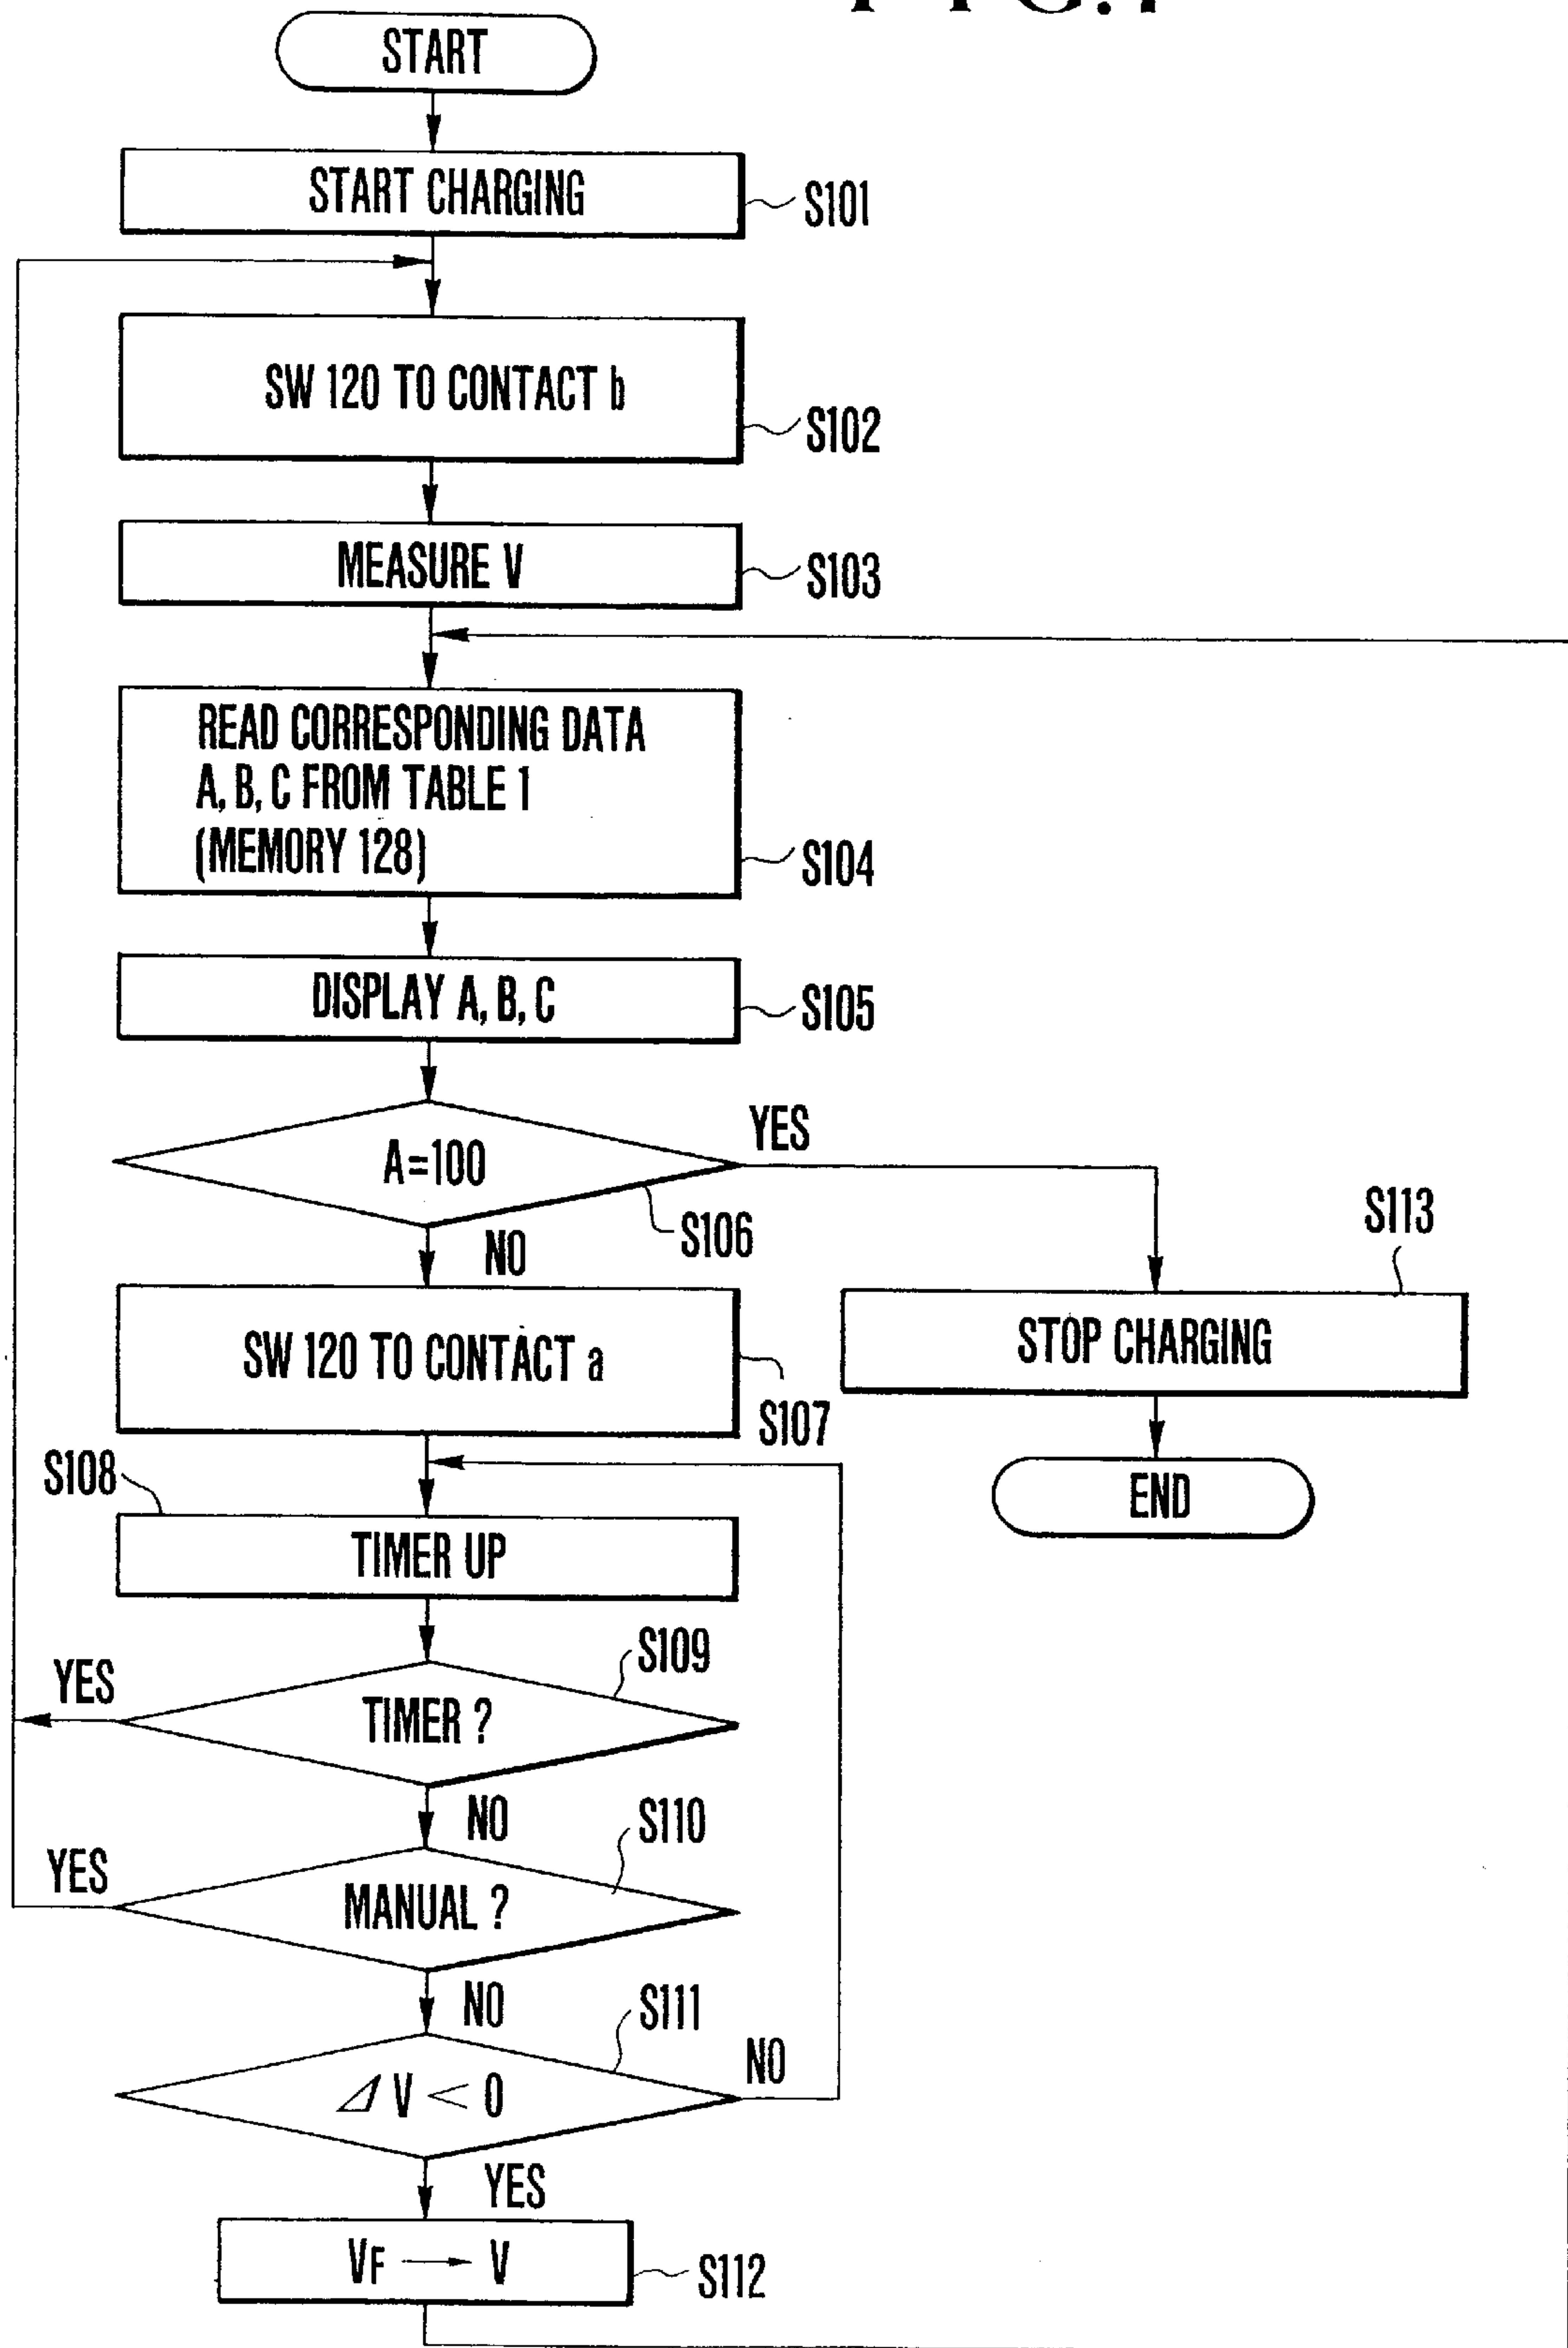 FIG.1
START
START CHARGING
S101
SW 120 TO CONTACT b
S102
MEASURE V
S103
READ CORRESPONDING DATA
A, B, C FROM TABLE 1
(MEMORY 128)
S104
DISPLAY A, B, C
S105
A=100
YES
S106
NO
S113
SW 120 TO CONTACT a
STOP CHARGING
S107
S108
END
TIMER UP
S109
YES
TIMER ?
NO
S110
YES
MANUAL ?
NO
S111
NO
⊿V < 0
YES
VF → V
S112